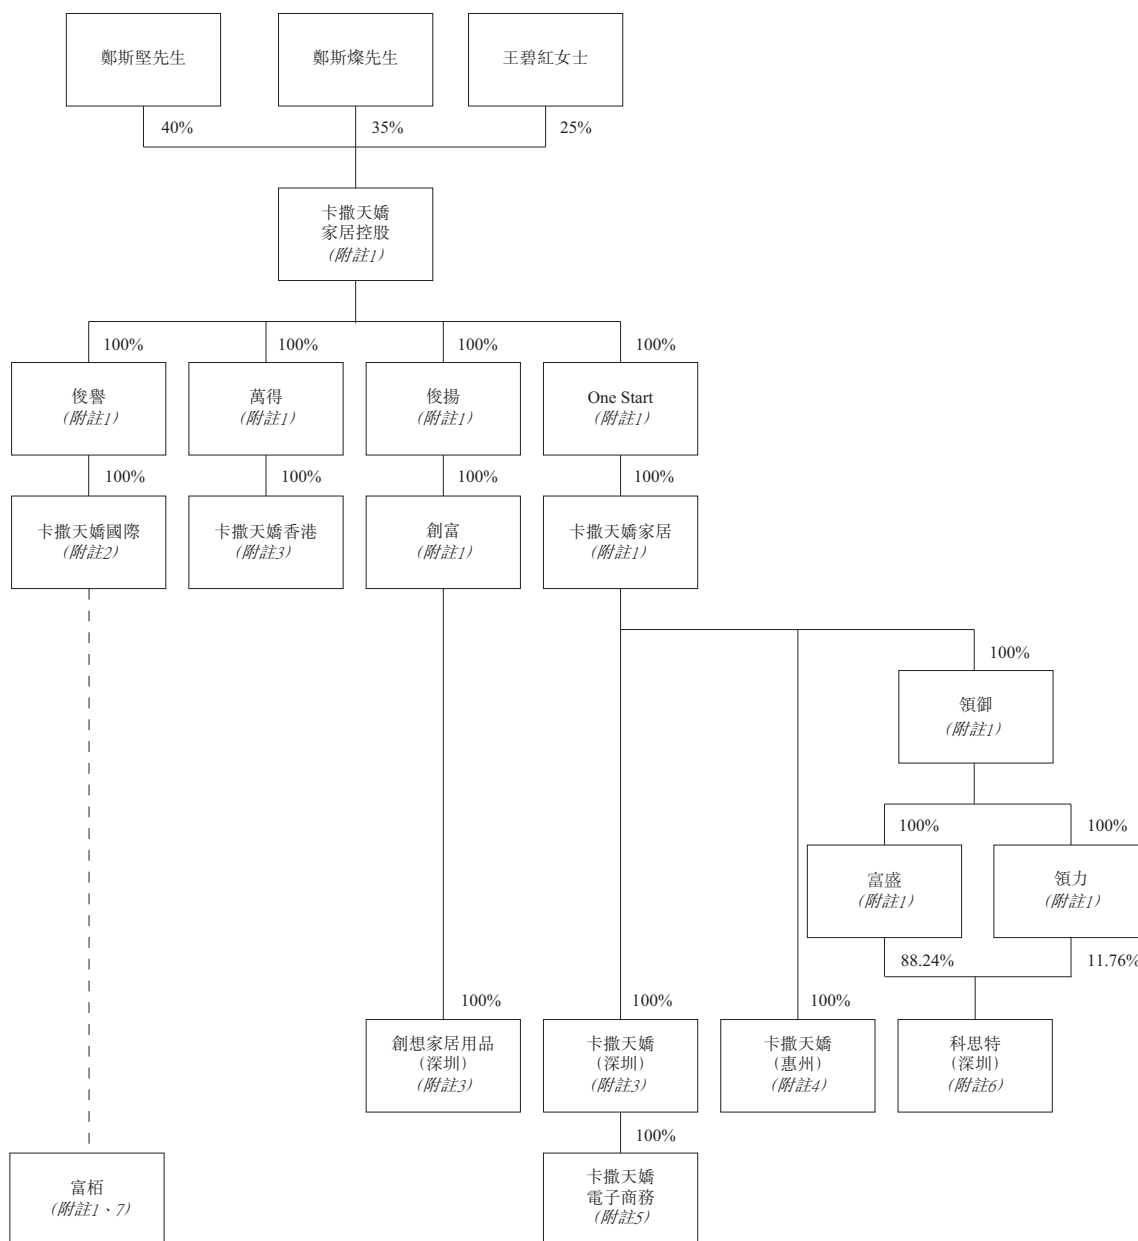 鄭斯堅先生
鄭斯燦先生
王碧紅女士
40%
35%
25%
卡撒天嬌
家居控股
(附註1)
100%
100%
100%
100%
俊譽
(附註1)
萬得
(附註1)
俊揚
(附註1)
One Start
(附註1)
100%
100%
100%
100%
卡撒天嬌國際
(附註2)
卡撒天嬌香港
(附註3)
創富
(附註1)
卡撒天嬌家居
(附註1)
100%
領御
(附註1)
100%
100%
富盛
(附註1)
領力
(附註1)
88.24%
11.76%
100%
100%
100%
創想家居用品
(深圳)
(附註3)
卡撒天嬌
(深圳)
(附註3)
卡撒天嬌
(惠州)
(附註4)
科思特
(深圳)
(附註6)
100%
富栢
(附註1、7)
卡撒天嬌
電子商務
(附註5)